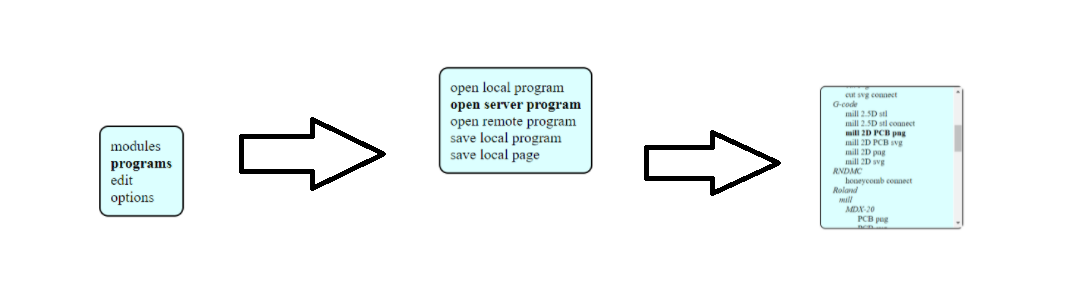 modules
programs
edit
options
open local program
open server program
open remote program
save local program
save local page
cut svg connect
G-code
mill 2.5D stl
mill 2.5D stl connect
mill 2D PCB png
mill 2D PCB svg
mill 2D png
mill 2D svg
RNDMC
honeycomb connect
Roland
mill
MDX-20
PCB png